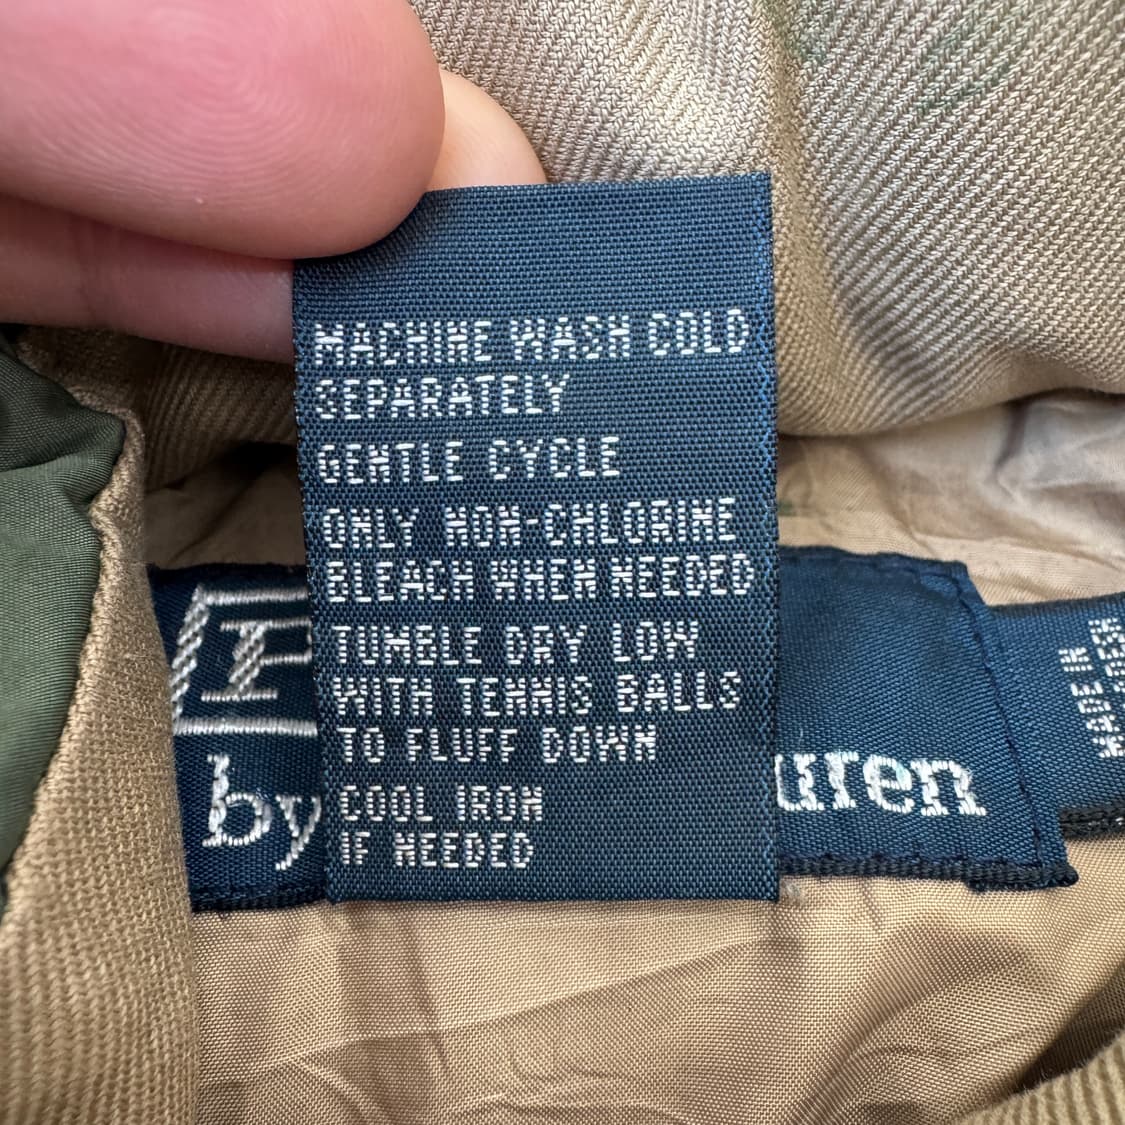 MACHINE WASH COLD
SEPARATELY
GENTLE CYCLE
ONLY NON-CHLORINE
BLEACH WHEN NEEDED
TUMBLE DRY LOW
WITH TENNIS BALLS
TO FLUFF DOWN
COOL IRON
IF NEEDED
P
by
uren
MADE IN